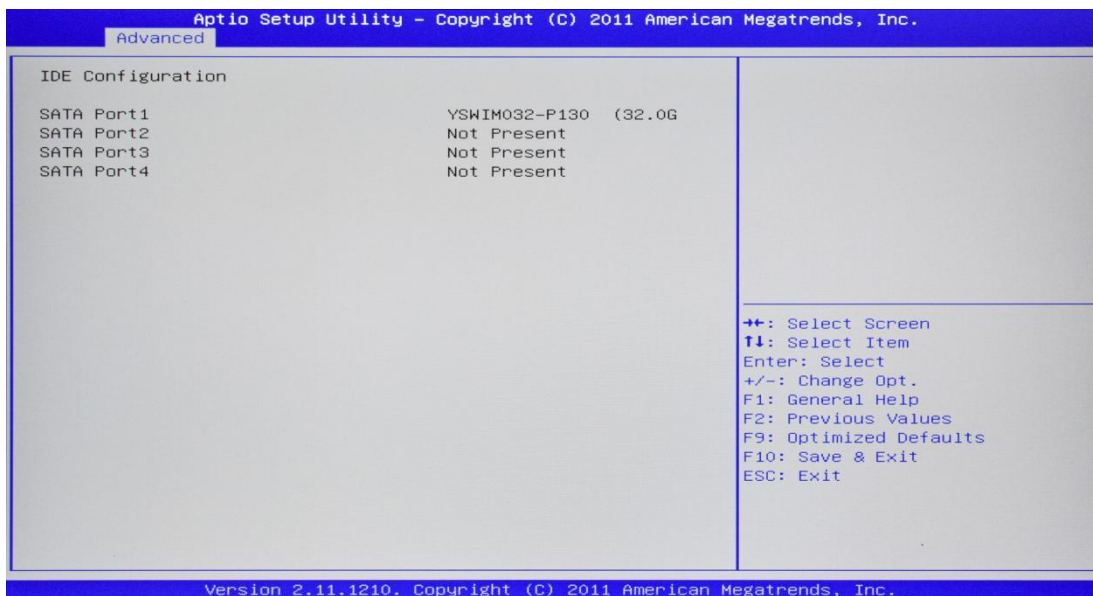 Aptio Setup Utility – Copyright (C) 2011 American Megatrends, Inc.
Advanced
IDE Configuration
SATA Port1 YSWIM032-P130 (32.0G
SATA Port2 Not Present
SATA Port3 Not Present
SATA Port4 Not Present
→←: Select Screen
↑↓: Select Item
Enter: Select
+/-: Change Opt.
F1: General Help
F2: Previous Values
F9: Optimized Defaults
F10: Save & Exit
ESC: Exit
Version 2.11.1210. Copyright (C) 2011 American Megatrends, Inc.